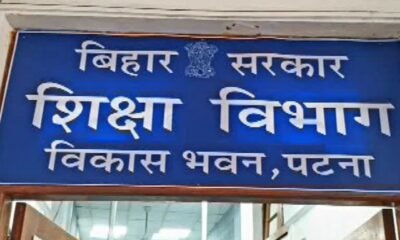 बिहार सरकार
शिक्षा विभाग
विकास भवन, पटना